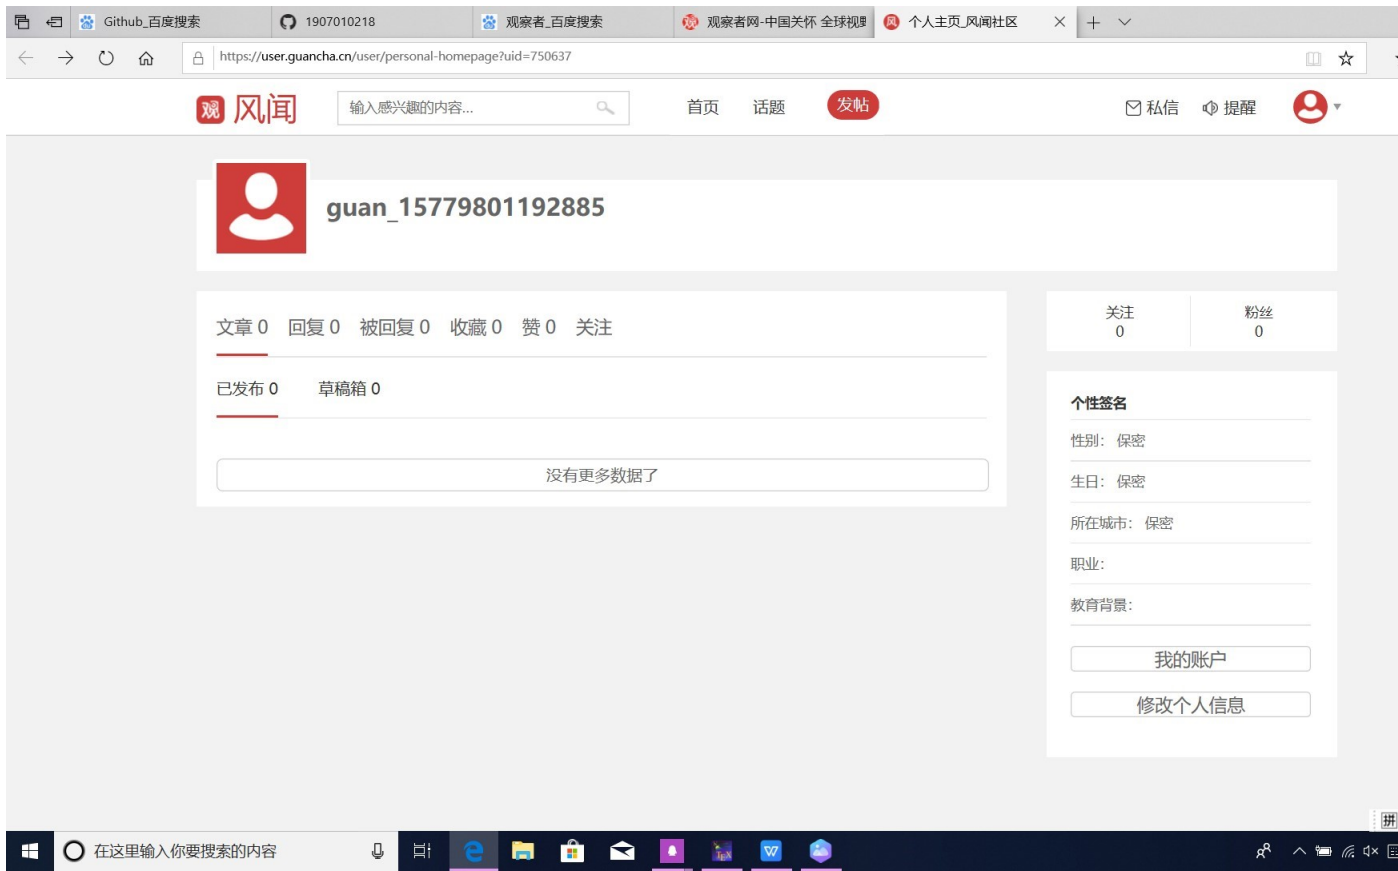 Github_百度搜索
1907010218
观察者_百度搜索
观察者网-中国关怀 全球视野
个人主页_风闻社区
https://user.guancha.cn/user/personal-homepage?uid=750637
观 风闻
输入感兴趣的内容...
首页
话题
发帖
私信
提醒
guan_15779801192885
文章 0 回复 0 被回复 0 收藏 0 赞 0 关注
已发布 0 草稿箱 0
没有更多数据了
关注
0
粉丝
0
个性签名
性别： 保密
生日： 保密
所在城市： 保密
职业：
教育背景：
我的账户
修改个人信息
拼
在这里输入你要搜索的内容